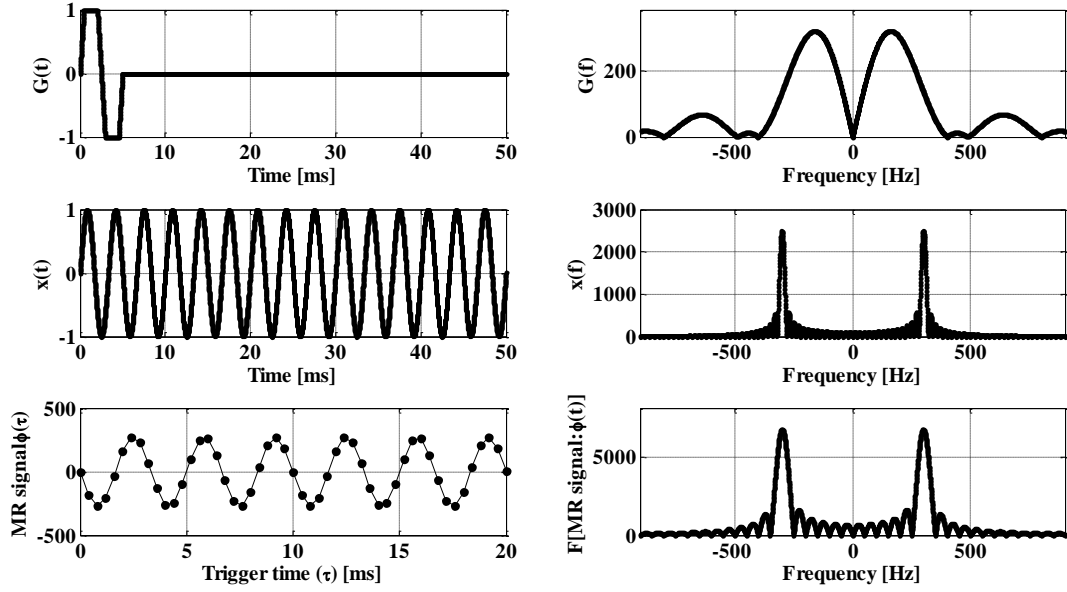 1
0
-1
G(t)
0 10 20 30 40 50
Time [ms]
200
0
G(f)
-500 0 500
Frequency [Hz]
1
0
-1
x(t)
0 10 20 30 40 50
Time [ms]
3000
2000
1000
0
x(f)
-500 0 500
Frequency [Hz]
500
0
-500
MR signalϕ(τ)
0 5 10 15 20
Trigger time (τ) [ms]
5000
0
F[MR signal:ϕ(t)]
-500 0 500
Frequency [Hz]